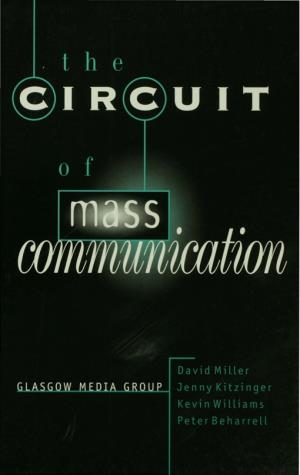 the
CIRCUIT
of
mass
communication
GLASGOW MEDIA GROUP
David Miller
Jenny Kitzinger
Kevin Williams
Peter Beharrell